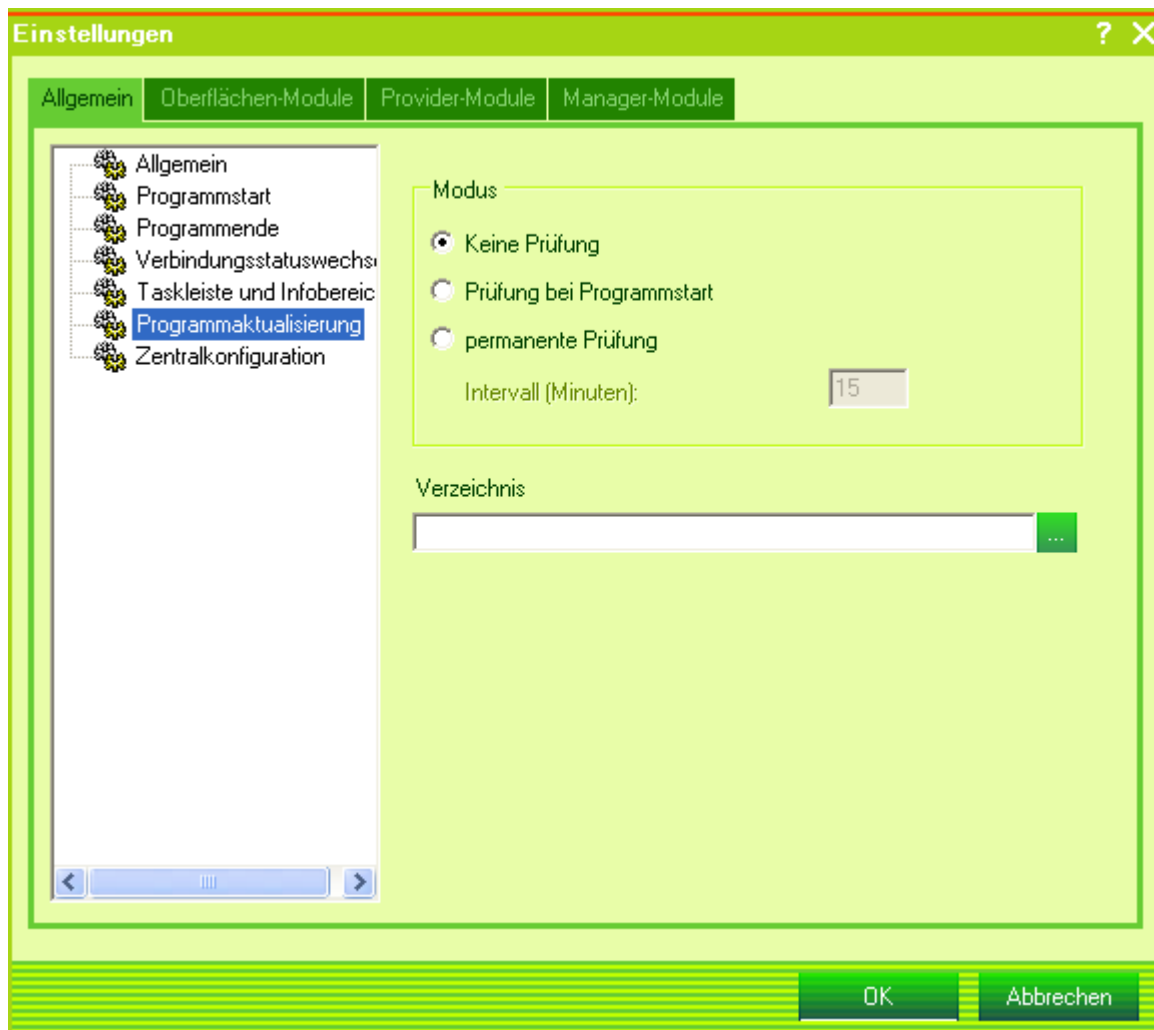 Einstellungen ? X
Allgemein Oberflächen-Module Provider-Module Manager-Module
Allgemein
Programmstart
Programmende
Verbindungsstatuswechs
Taskleiste und Infobereic
Programmaktualisierung
Zentralkonfiguration
Modus
Keine Prüfung
Prüfung bei Programmstart
permanente Prüfung
Intervall (Minuten): 15
Verzeichnis
...
OK Abbrechen